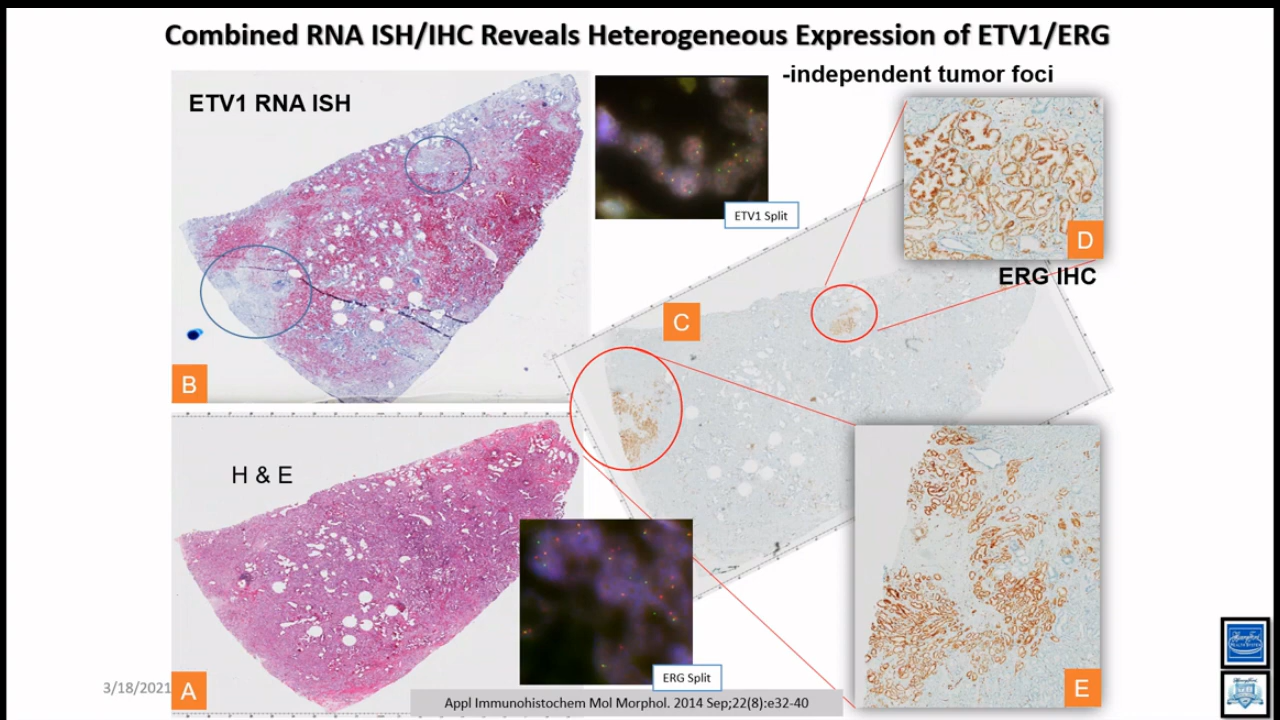 Combined RNA ISH/IHC Reveals Heterogeneous Expression of ETV1/ERG
-independent tumor foci
ETV1 RNA ISH
ETV1 Split
D
ERG IHC
C
B
H & E
ERG Split
3/18/2021
A
E
Appl Immunohistochem Mol Morphol. 2014 Sep;22(8):e32-40